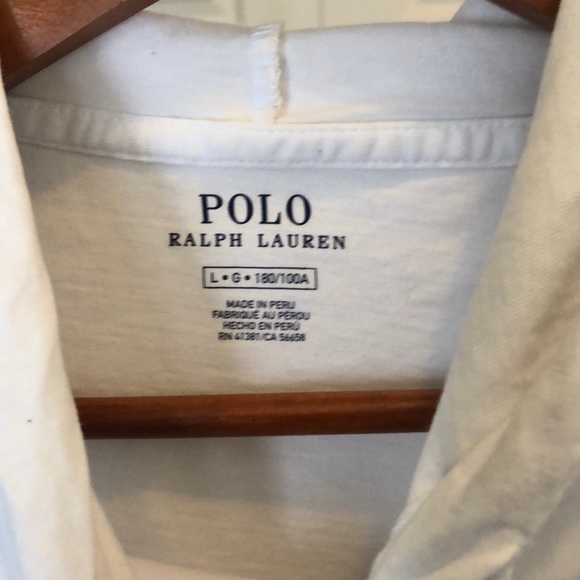 POLO
RALPH LAUREN
L • G • 180/100A
MADE IN PERU
FABRIQUÉ AU PÉROU
HECHO EN PERÚ
RN 41381/CA 56658